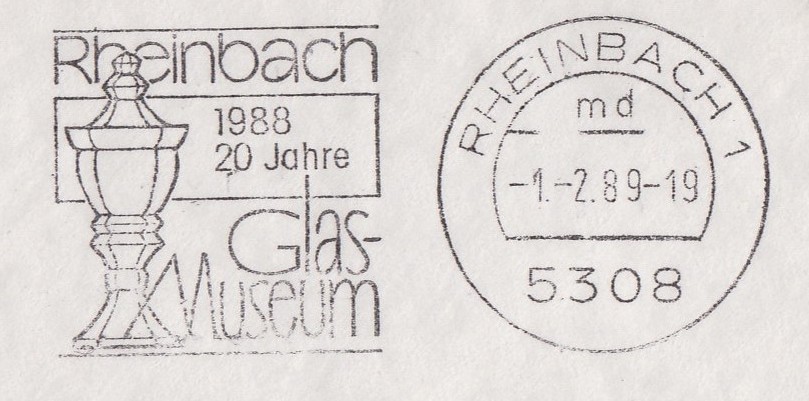 Rheinbach
1988
20 Jahre
Glas-
Museum
RHEINBACH 1
md
-1.-2.89-19
5308